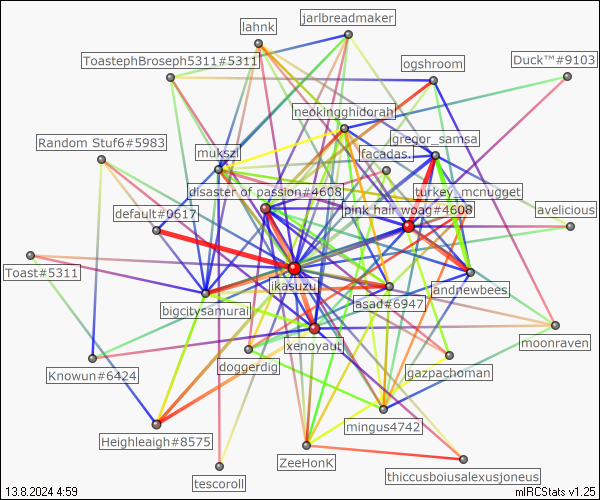 jarlbreadmaker
lahnk
ToastephBroseph5311#5311
ogshroom
Duck™#9103
neokingghidorah
Random Stuf6#5983
gregor_samsa
mukszi
facadas.
disaster of passion#4608
turkey_mcnugget
default#0617
pink hair woag#4608
avelicious
Toast#5311
ikasuzu
andnewbees
bigcitysamurai
asad#6947
xenoyaut
moonraven
Knowun#6424
doggerdig
gazpachoman
mingus4742
Heighleaigh#8575
ZeeHonK
thiccusboiusalexusjoneus
tescoroll
13.8.2024 4:59
mIRCStats v1.25